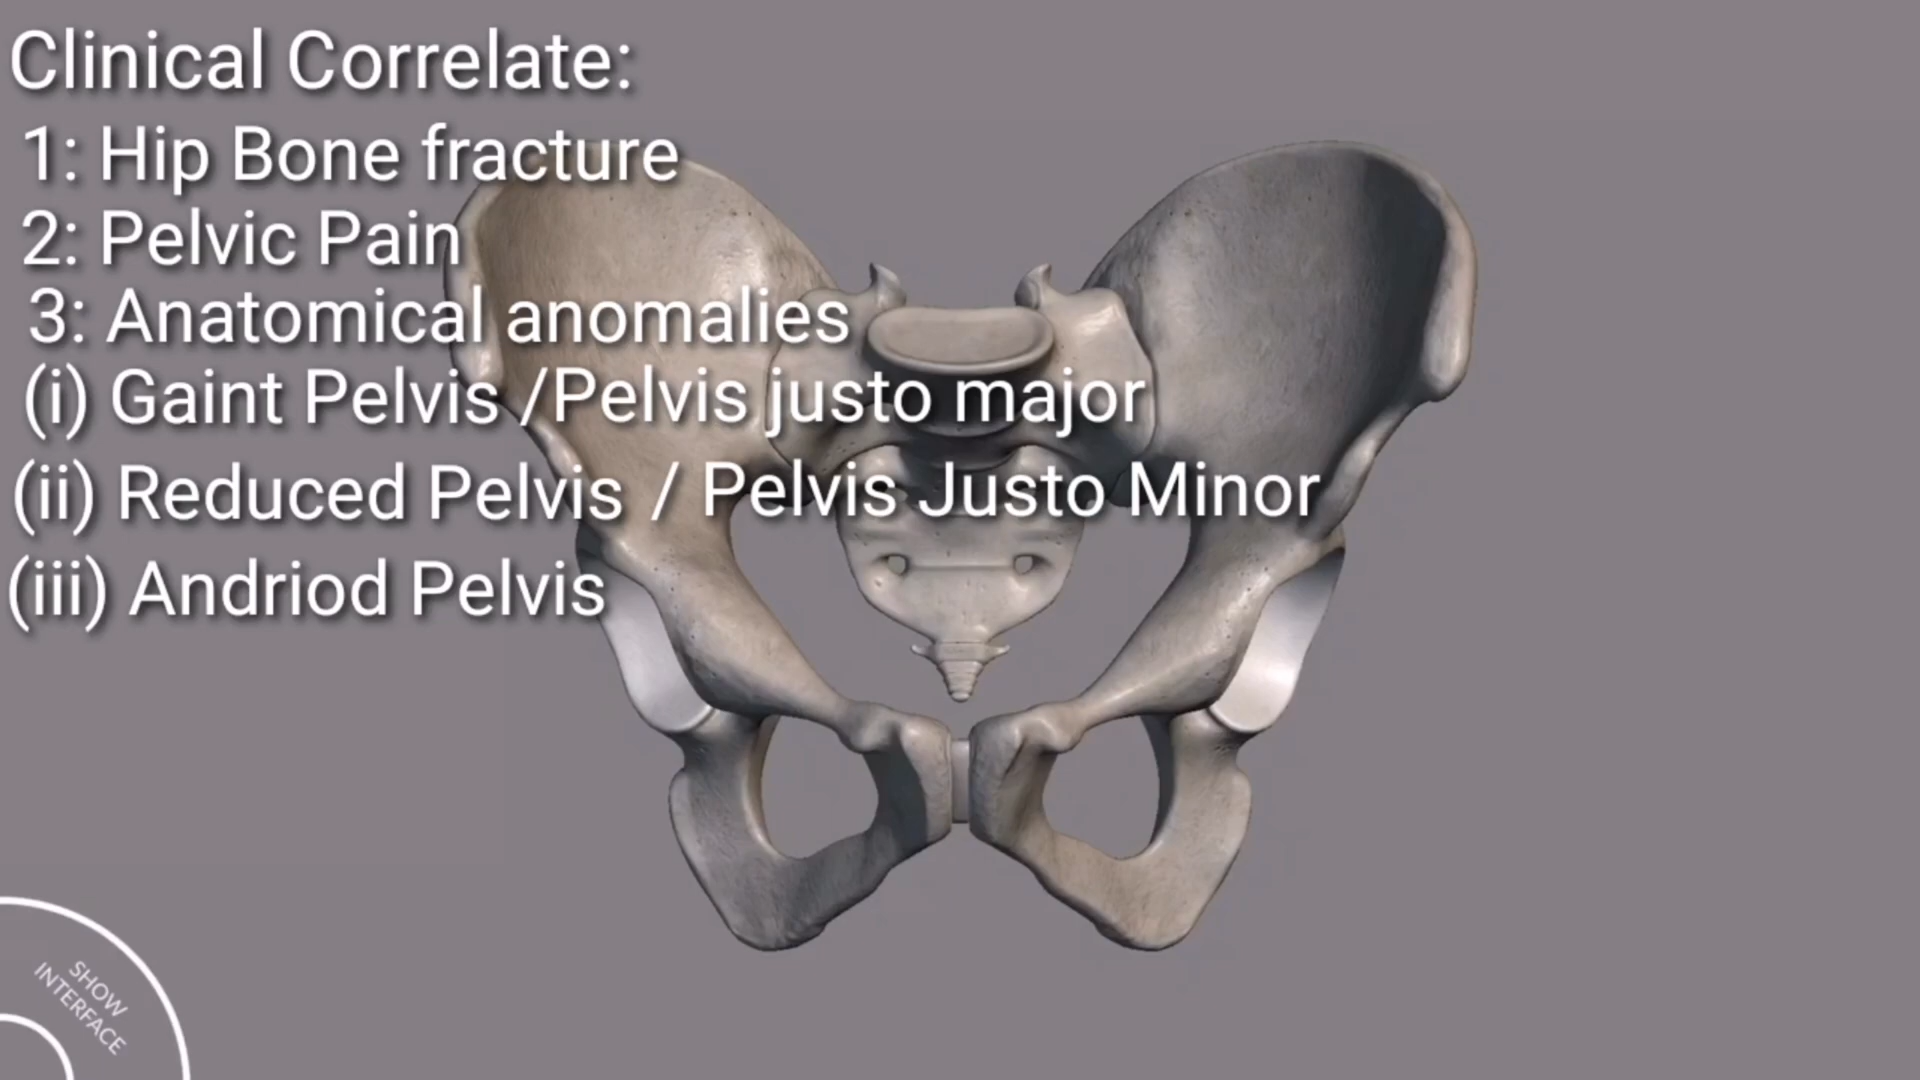 Clinical Correlate:
1: Hip Bone fracture
2: Pelvic Pain
3: Anatomical anomalies
(i) Gaint Pelvis /Pelvis justo major
(ii) Reduced Pelvis / Pelvis Justo Minor
(iii) Andriod Pelvis
SHOW
INTERFACE